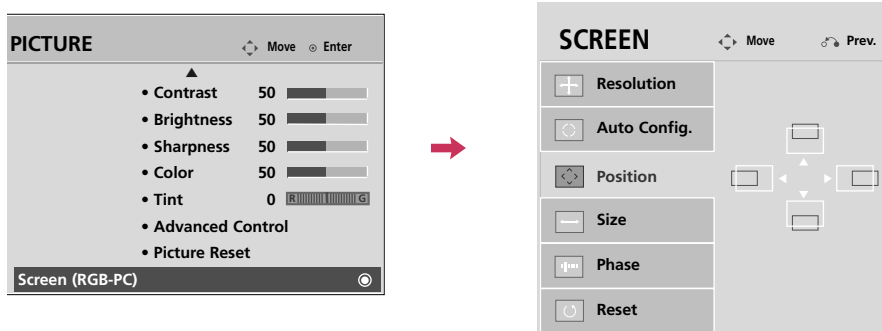 PICTURE
Move Enter
• Contrast 50
• Brightness 50
• Sharpness 50
• Color 50
• Tint 0 R G
• Advanced Control
• Picture Reset
Screen (RGB-PC)
SCREEN
Move Prev.
Resolution
Auto Config.
Position
Size
Phase
Reset